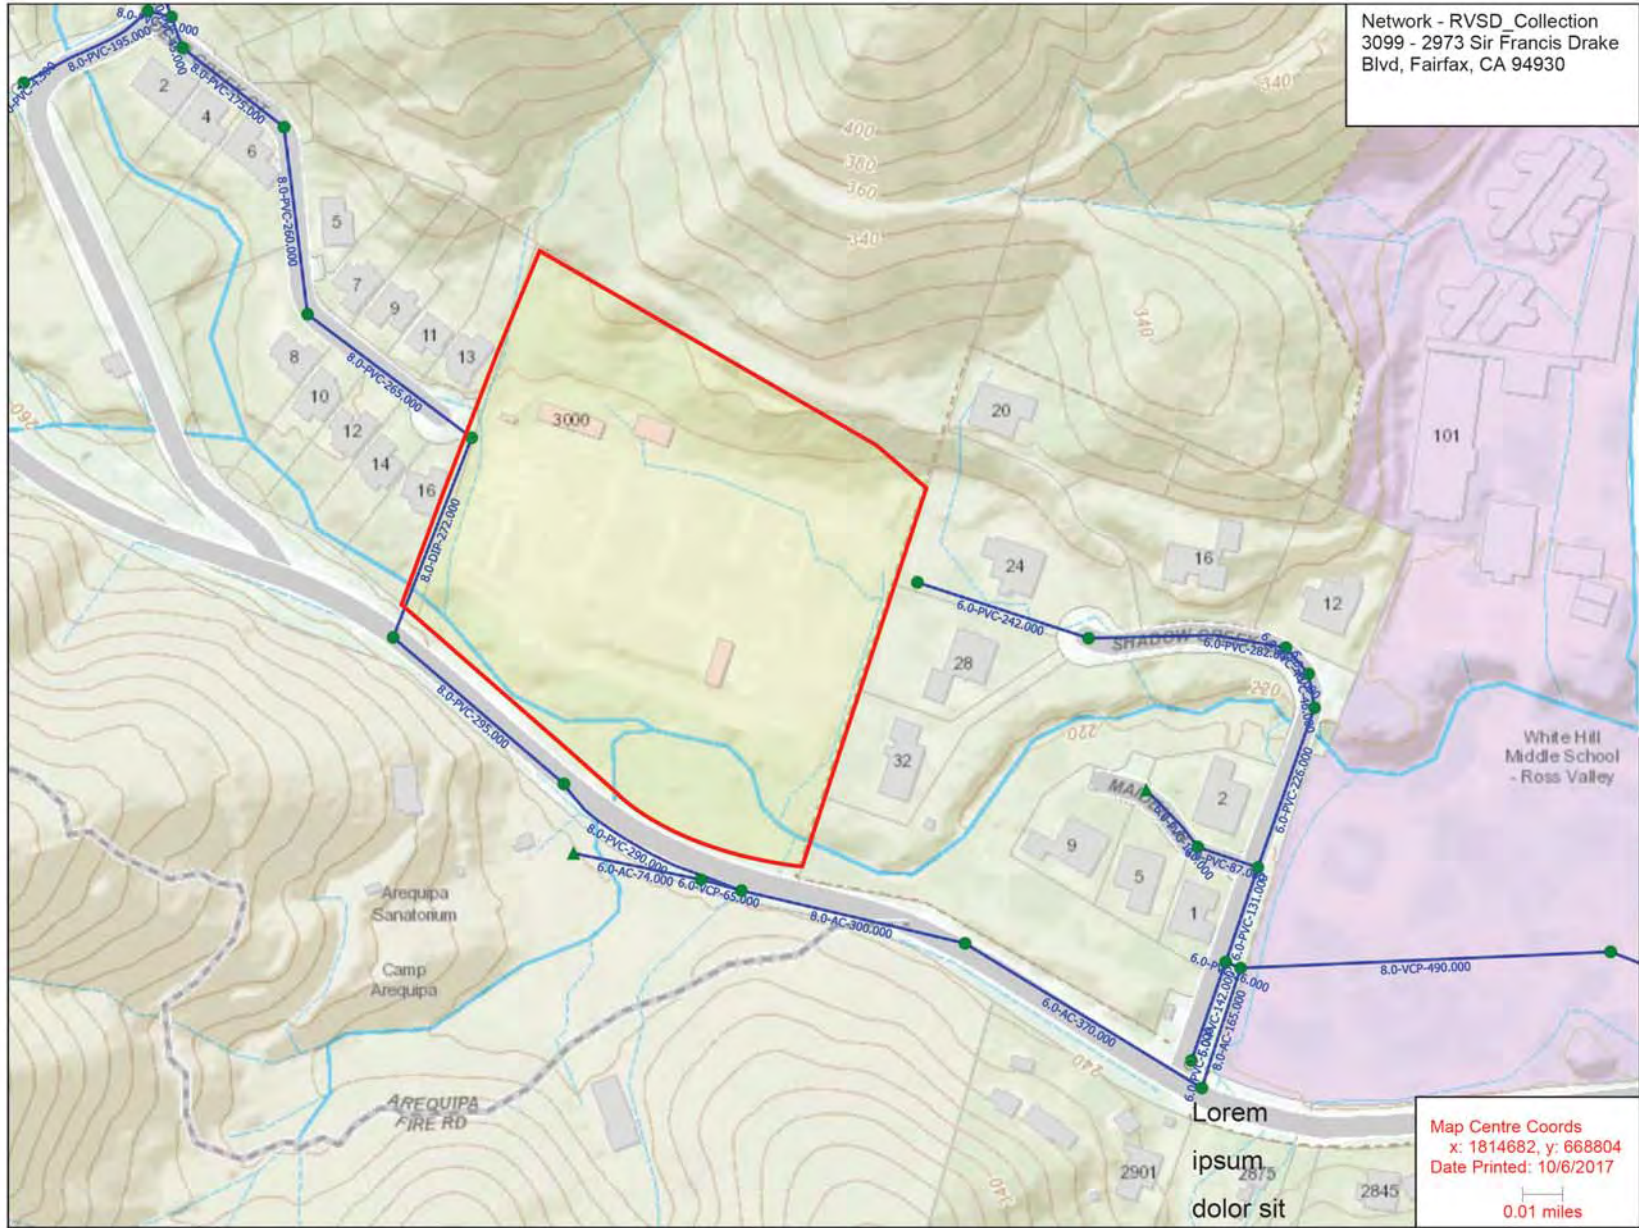 Network - RVSD_Collection
3099 - 2973 Sir Francis Drake
Blvd, Fairfax, CA 94930
8.0-PVC-195.000
2
4
6
8.0-PVC-175.000
340
400
380
360
340
8.0-PVC-260.000
5
7
9
11
13
8
10
12
14
16
8.0-PVC-265.000
260
3000
8.0-DIP-272.000
340
20
101
24
16
12
6.0-PVC-242.000
SHADOW CREEK
28
220
220
32
8.0-PVC-295.000
6.0-PVC-226.000
White Hill
Middle School
- Ross Valley
2
9
5
1
6.0-PVC-131.000
8.0-PVC-290.000
6.0-AC-74.000
6.0-VCP-65.000
8.0-AC-300.000
Arequipa
Sanatorium
Camp
Arequipa
8.0-VCP-490.000
6.0-AC-370.000
8.0-AC-165.000
240
AREQUIPA
FIRE RD
340
Lorem
ipsum
dolor sit
2901
2875
2845
Map Centre Coords
x: 1814682, y: 668804
Date Printed: 10/6/2017
0.01 miles